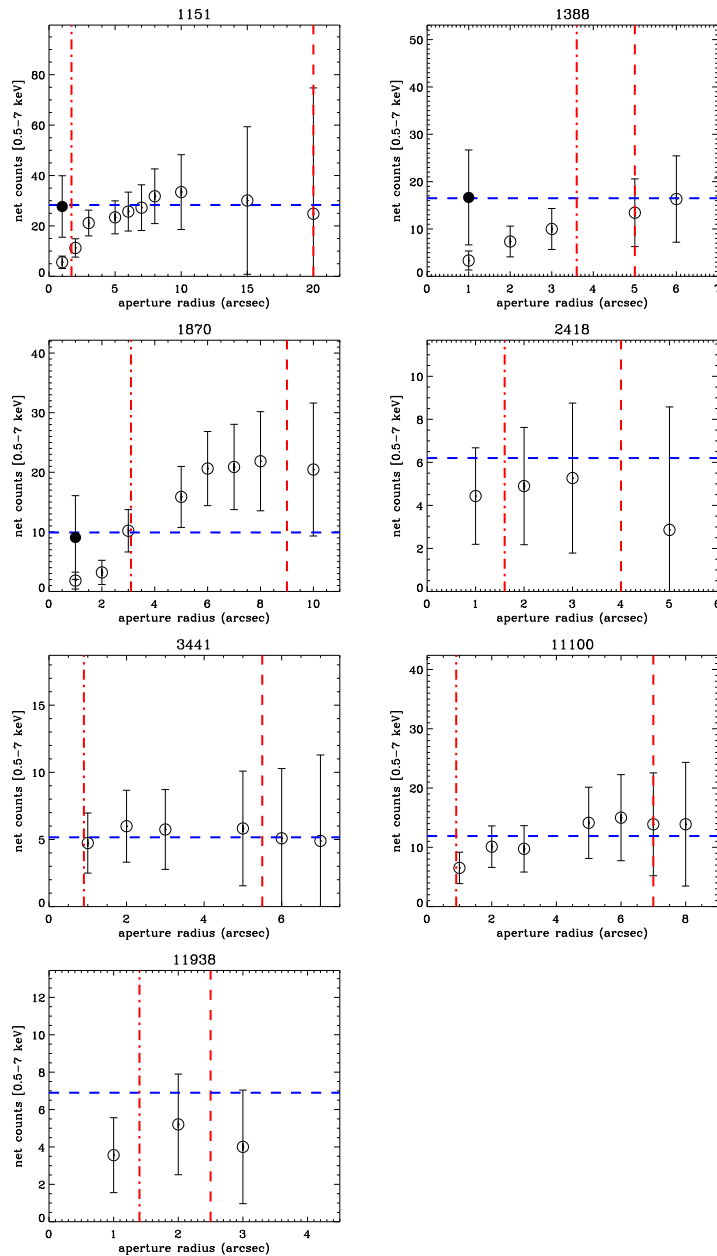 1151
net counts [0.5-7 keV]
80
60
40
20
0
0 5 10 15 20
aperture radius (arcsec)
1388
net counts [0.5-7 keV]
50
40
30
20
10
0
0 1 2 3 4 5 6 7
aperture radius (arcsec)
1870
net counts [0.5-7 keV]
40
30
20
10
0
0 2 4 6 8 10
aperture radius (arcsec)
2418
net counts [0.5-7 keV]
10
8
6
4
2
0
0 1 2 3 4 5 6
aperture radius (arcsec)
3441
net counts [0.5-7 keV]
15
10
5
0
0 2 4 6
aperture radius (arcsec)
11100
net counts [0.5-7 keV]
40
30
20
10
0
0 2 4 6 8
aperture radius (arcsec)
11938
net counts [0.5-7 keV]
12
10
8
6
4
2
0
0 1 2 3 4
aperture radius (arcsec)